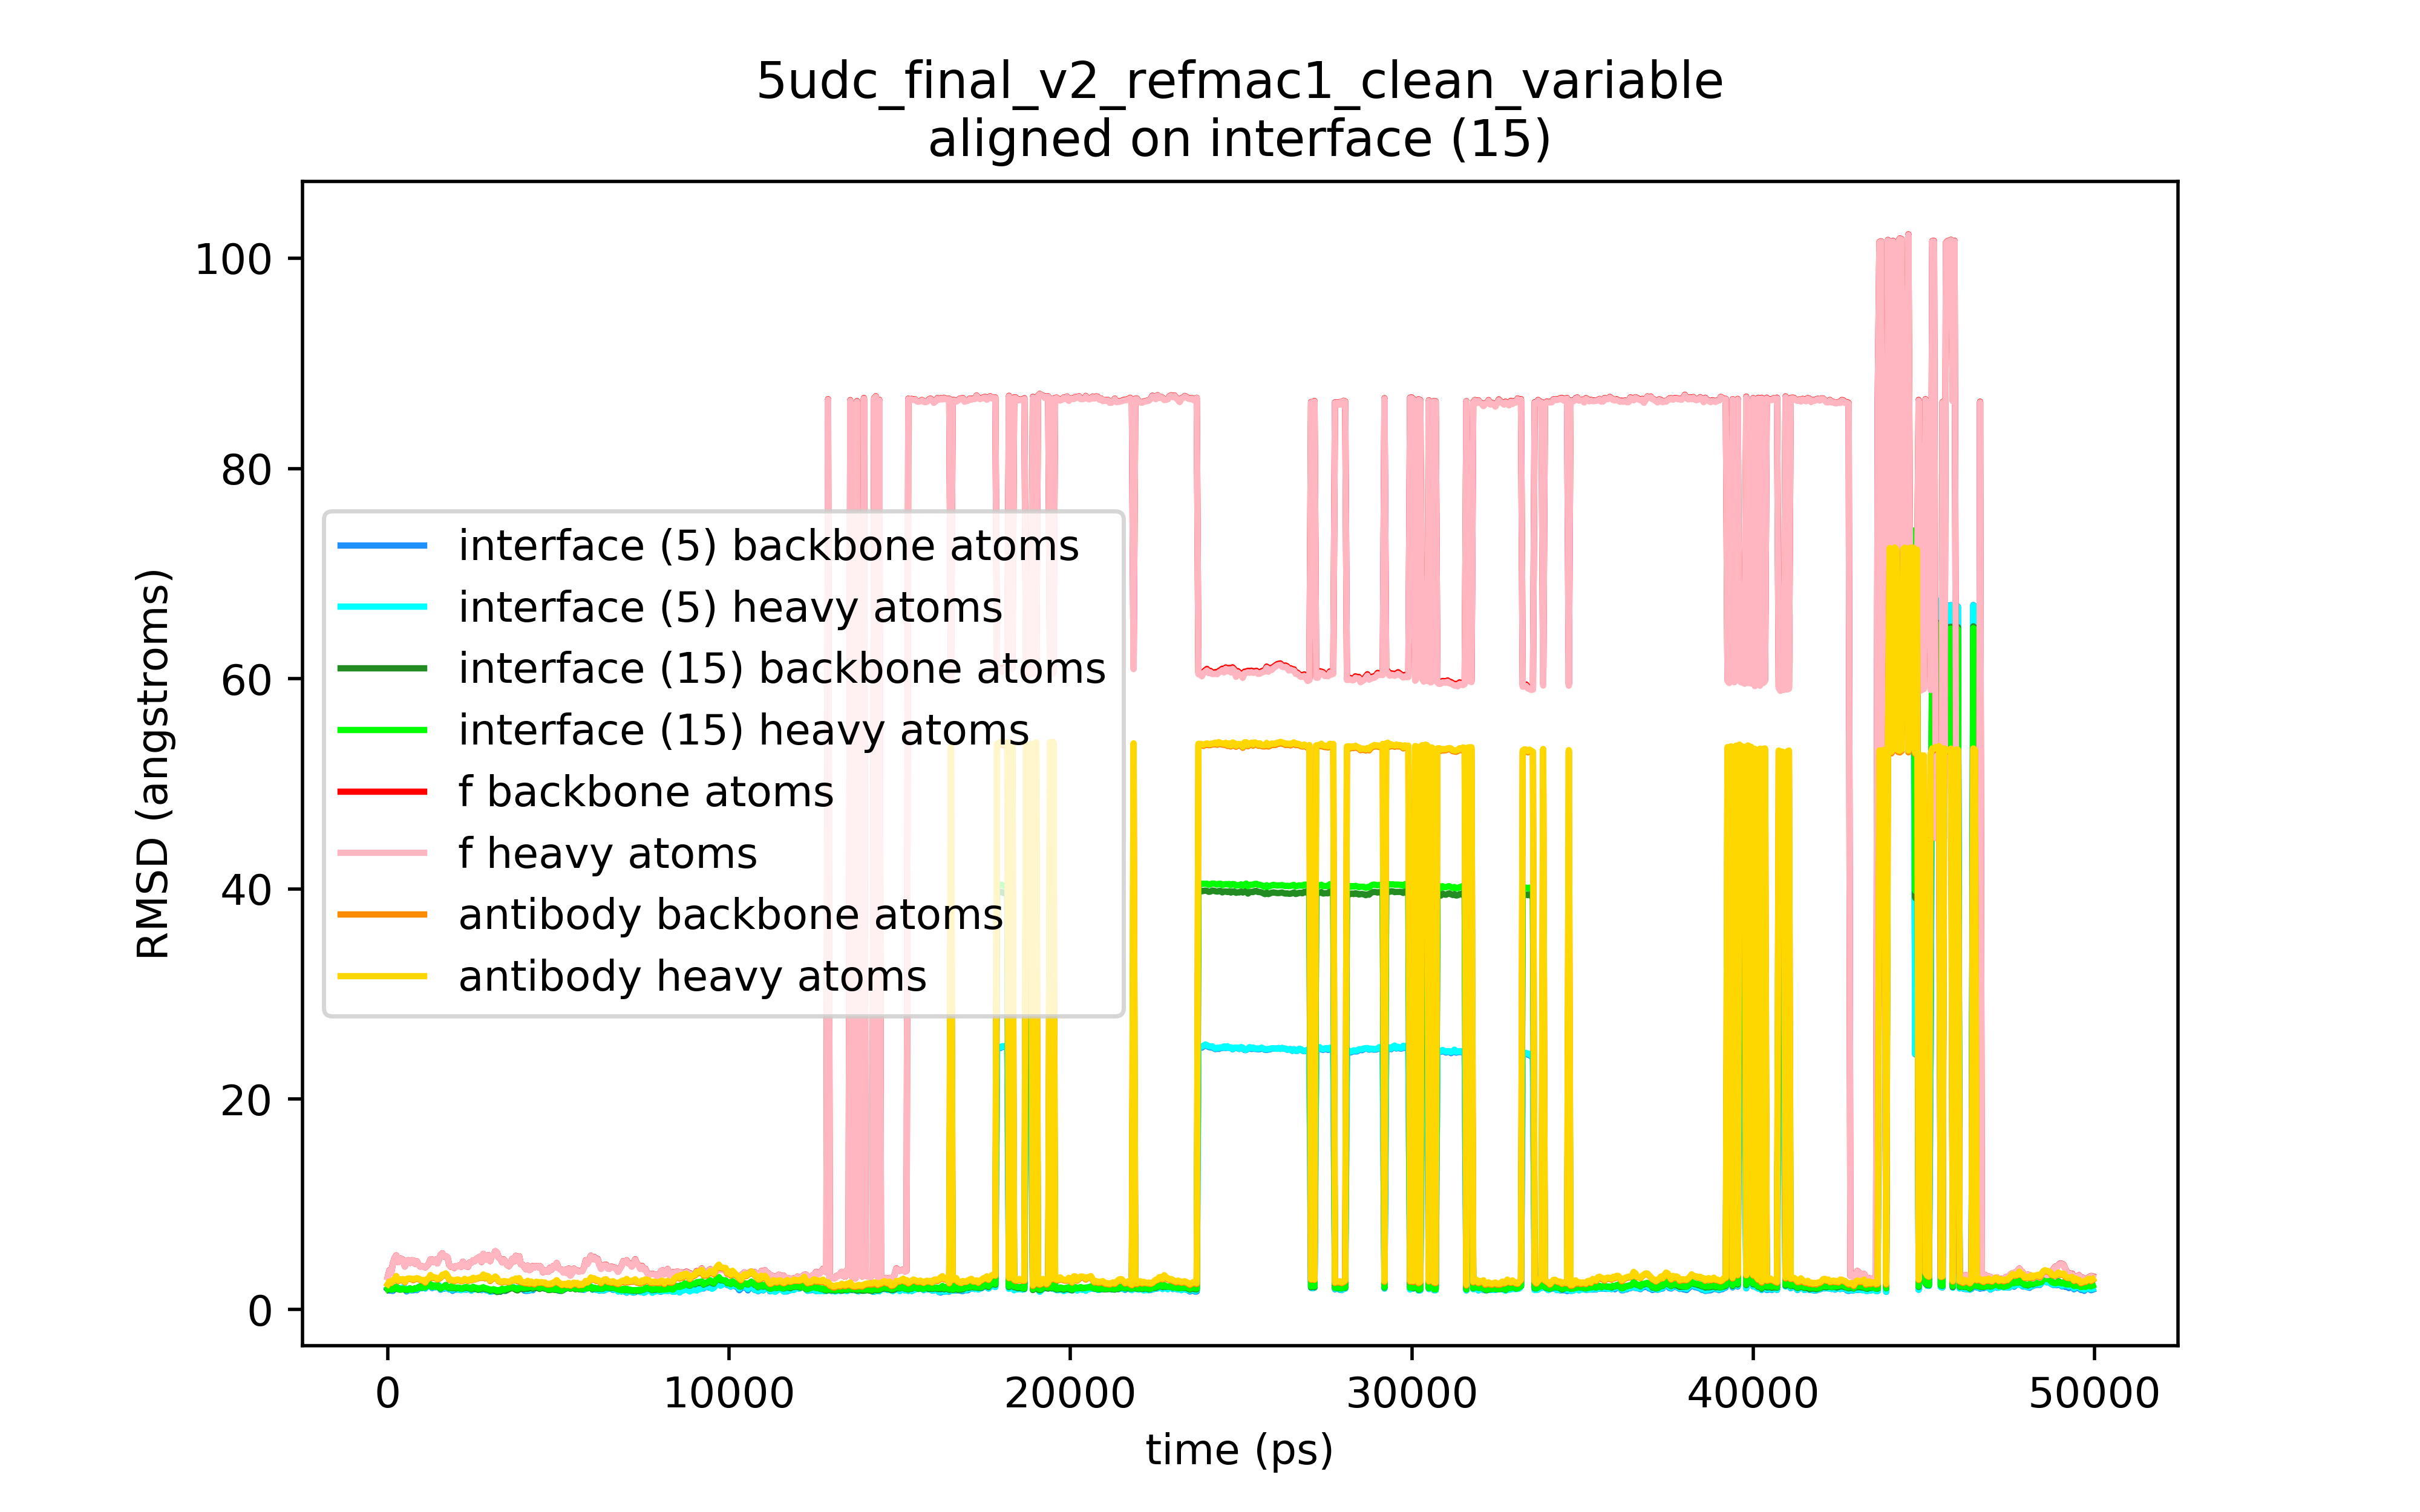 5udc_final_v2_refmac1_clean_variable
aligned on interface (15)
100
80
60
40
20
0
RMSD (angstroms)
interface (5) backbone atoms
interface (5) heavy atoms
interface (15) backbone atoms
interface (15) heavy atoms
f backbone atoms
f heavy atoms
antibody backbone atoms
antibody heavy atoms
0 10000 20000 30000 40000 50000
time (ps)